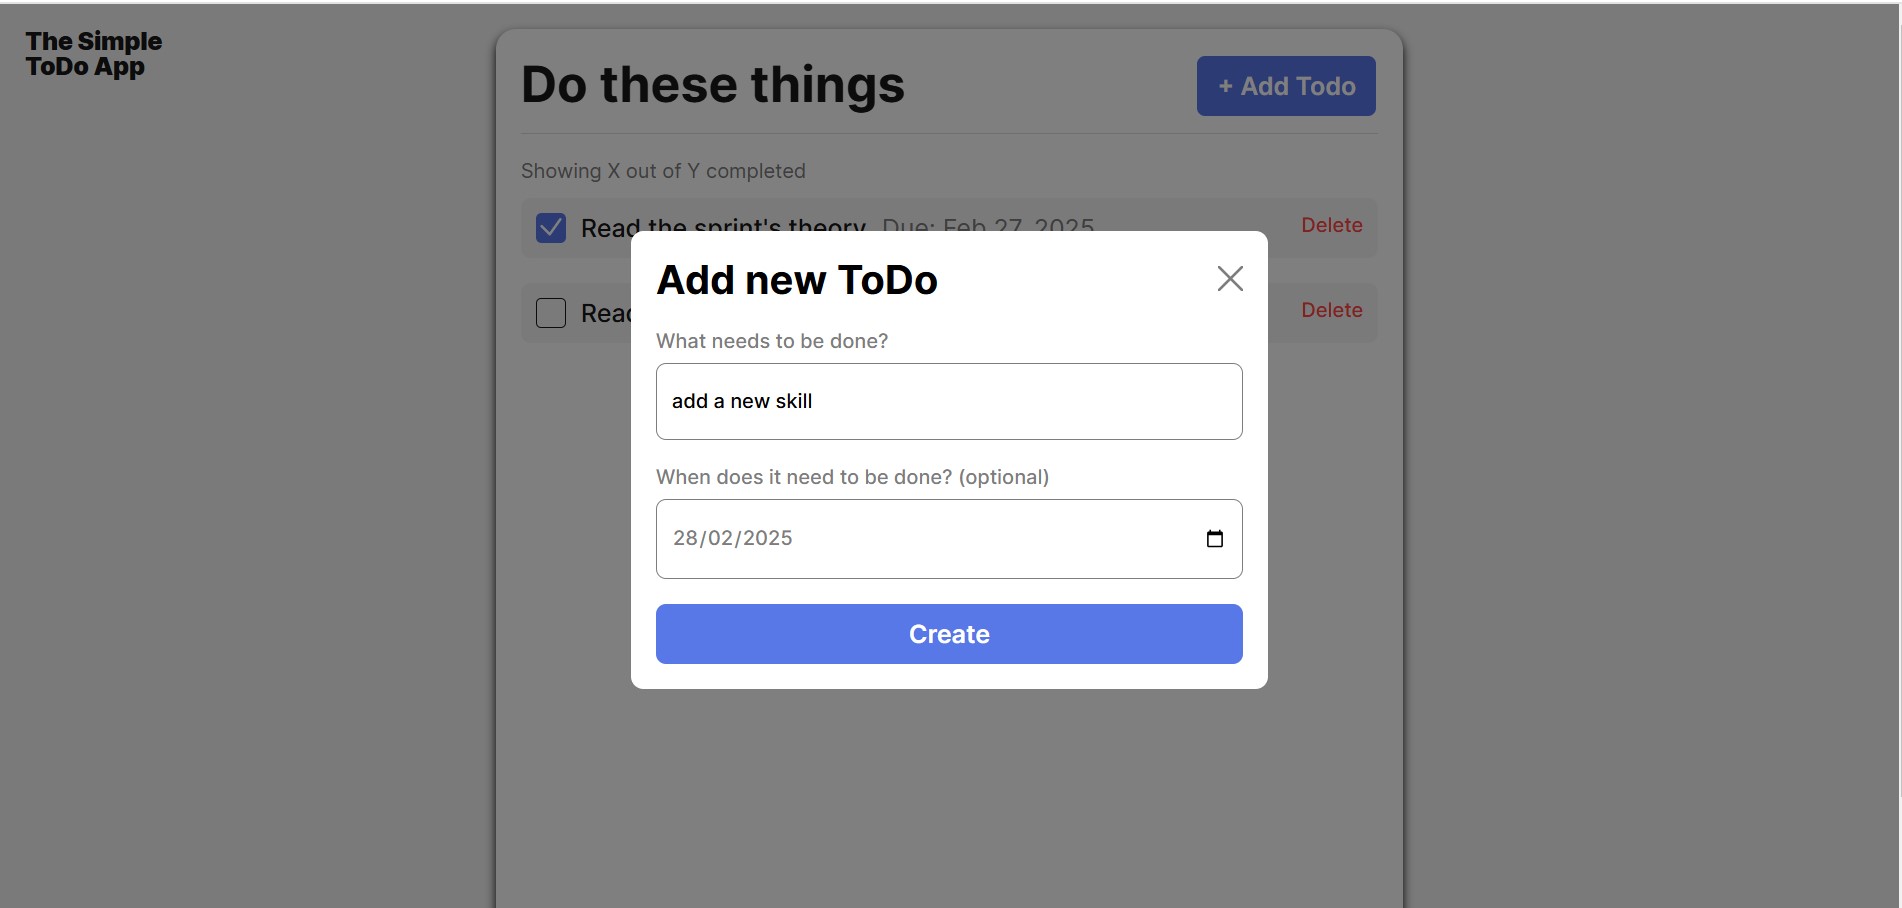 The Simple
ToDo App
Do these things
+ Add Todo
Showing X out of Y completed
Read the sprint's theory Due: Feb 27, 2025
Delete
Delete
Add new ToDo
What needs to be done?
add a new skill
When does it need to be done? (optional)
28/02/2025
Create